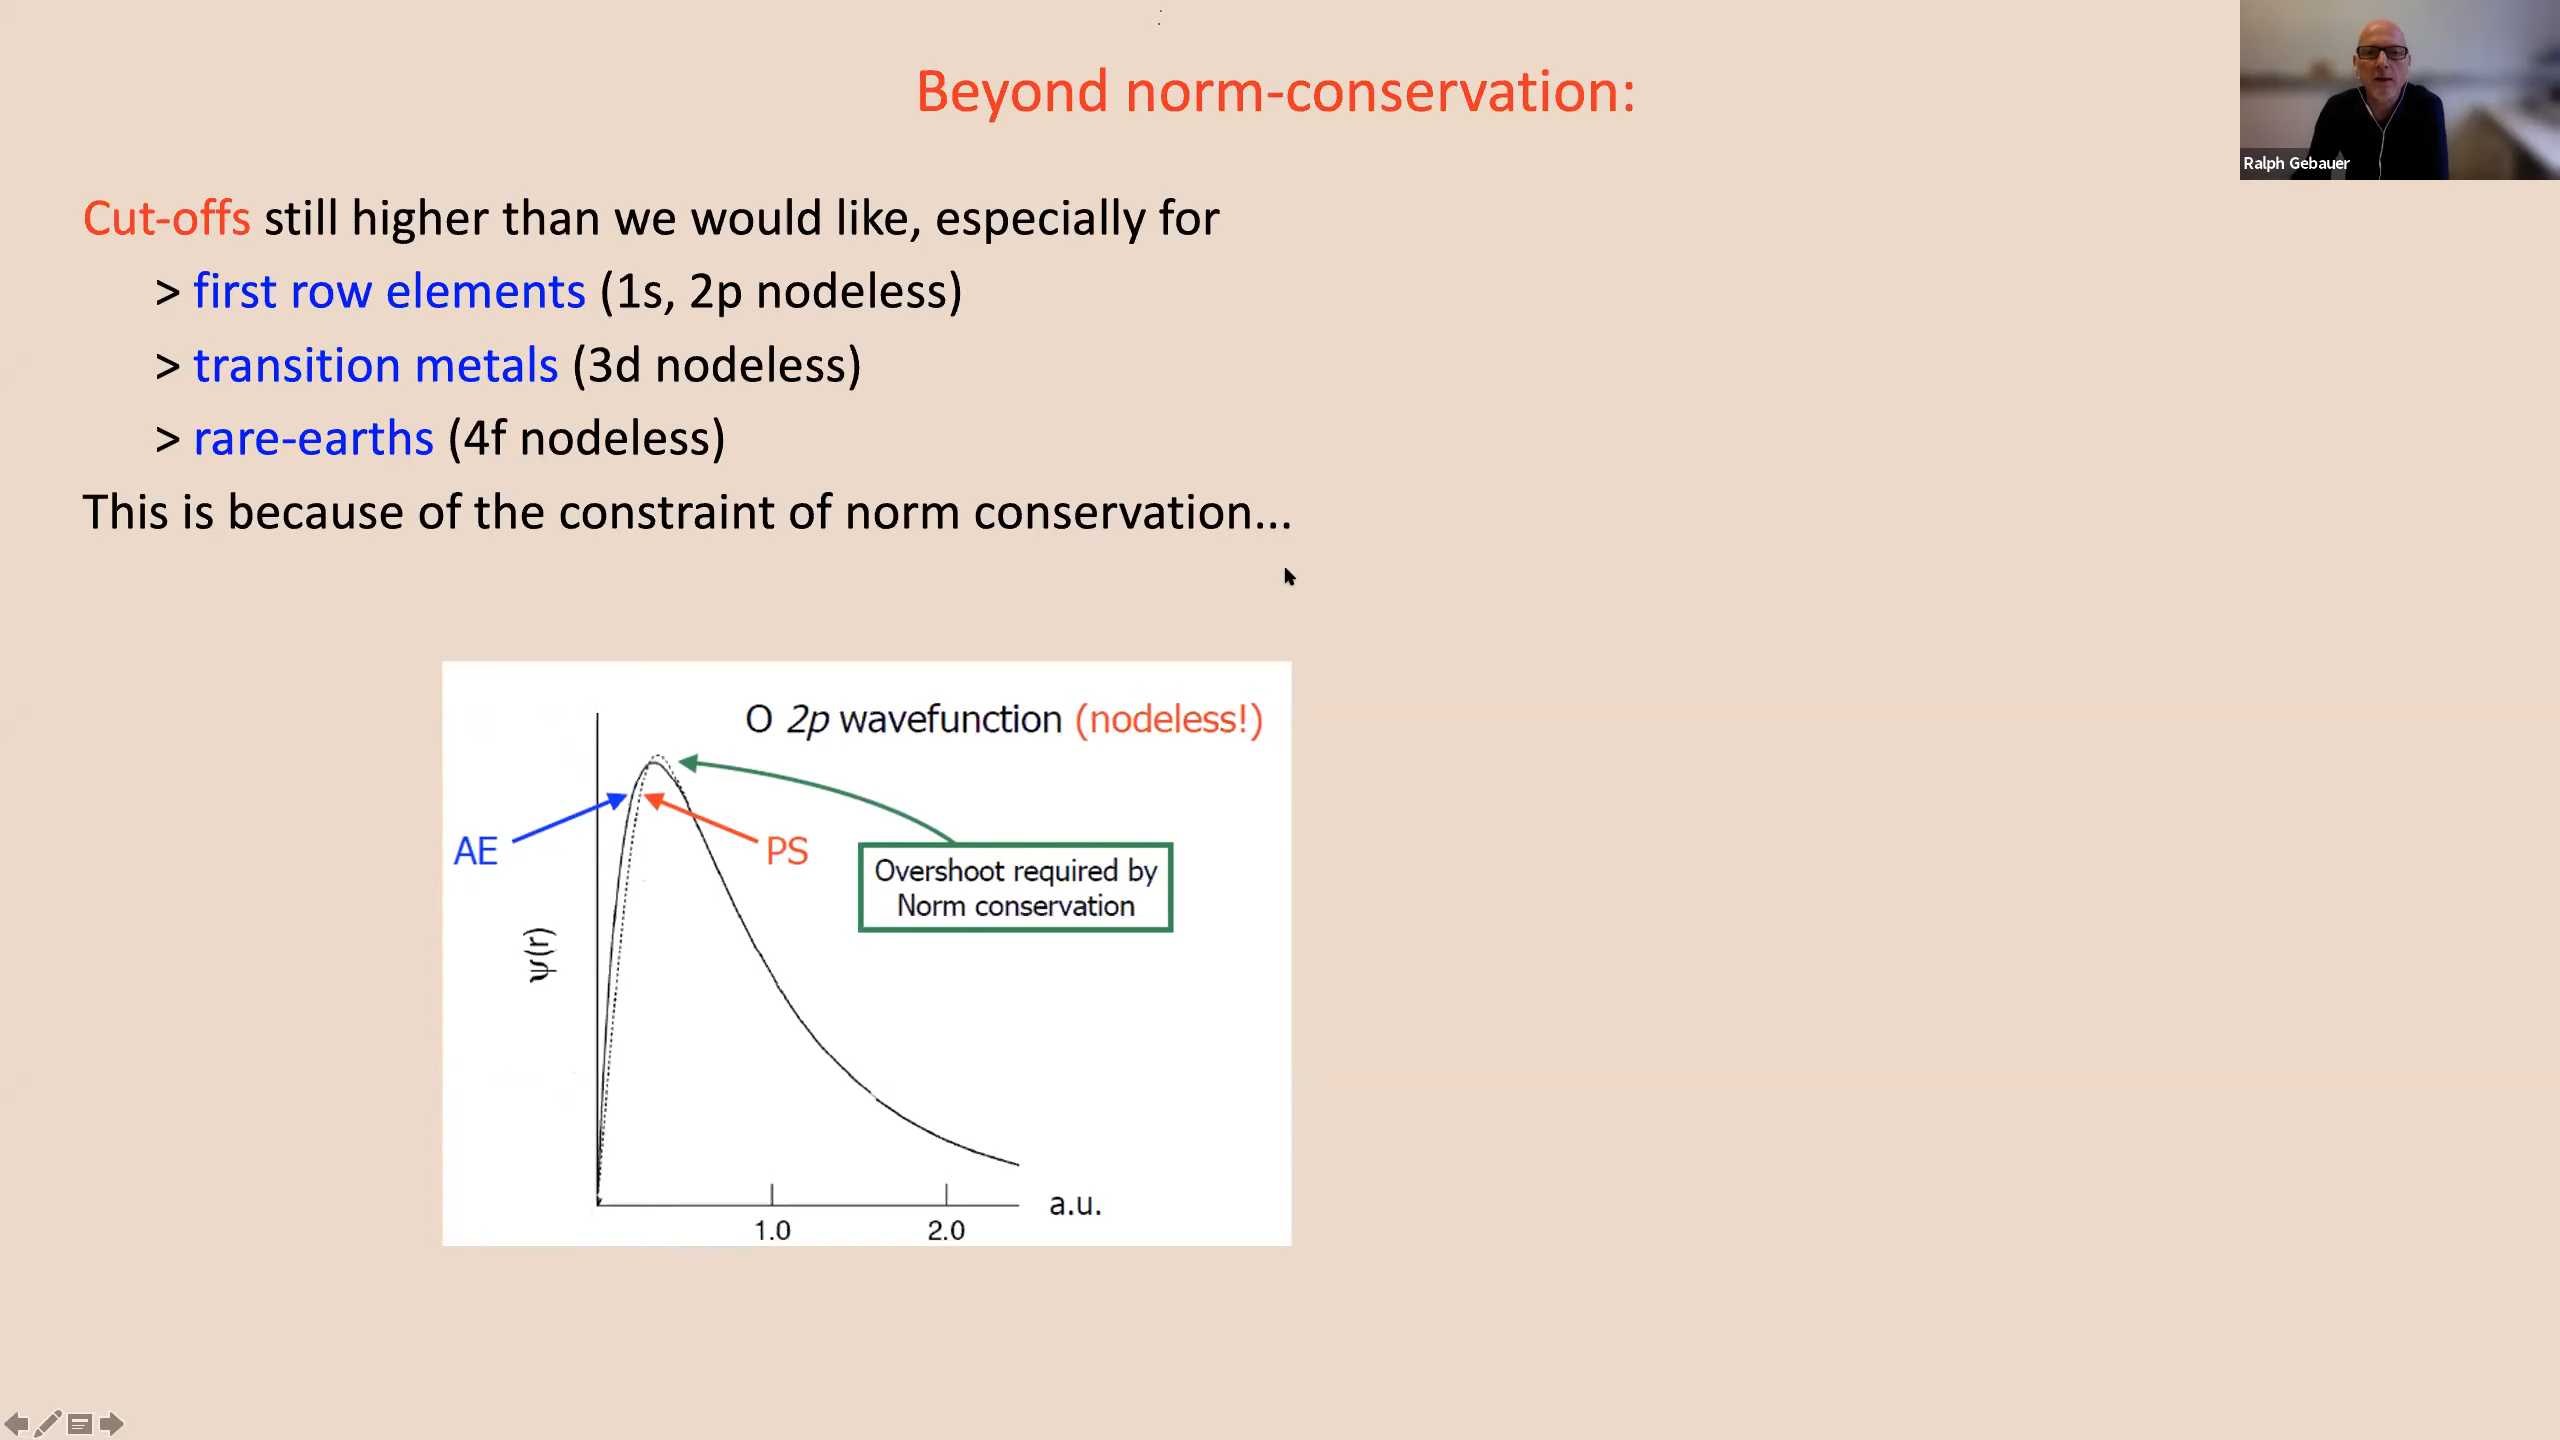 Beyond norm-conservation:
Ralph Gebauer
Cut-offs still higher than we would like, especially for
> first row elements (1s, 2p nodeless)
> transition metals (3d nodeless)
> rare-earths (4f nodeless)
This is because of the constraint of norm conservation...
O 2p wavefunction (nodeless!)
AE
PS
Overshoot required by
Norm conservation
ψ(r)
a.u.
1.0
2.0